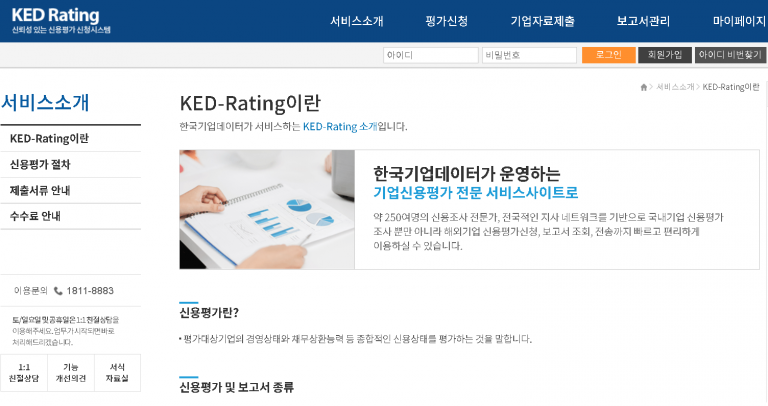 KED Rating
신뢰성 있는 신용평가 신청시스템
서비스소개 평가신청 기업자료제출 보고서관리 마이페이지
아이디 비밀번호 로그인 회원가입 아이디 비번찾기
서비스소개 > KED-Rating이란
서비스소개
KED-Rating이란
신용평가 절차
제출서류 안내
수수료 안내
이용문의 1811-8883
토/일요일 및 공휴일은 1:1 친절상담을
이용해주세요. 업무가 시작되면 바로
처리해드리겠습니다.
1:1 기능 서식
친절상담 개선의견 자료실
KED-Rating이란
한국기업데이터가 서비스하는 KED-Rating 소개입니다.
한국기업데이터가 운영하는
기업신용평가 전문 서비스사이트로
약 250여명의 신용조사 전문가, 전국적인 지사 네트워크를 기반으로 국내기업 신용평가
조사 뿐만 아니라 해외기업 신용평가신청, 보고서 조회, 전송까지 빠르고 편리하게
이용하실 수 있습니다.
신용평가란?
• 평가대상기업의 경영상태와 채무상환능력 등 종합적인 신용상태를 평가하는 것을 말합니다.
신용평가 및 보고서 종류